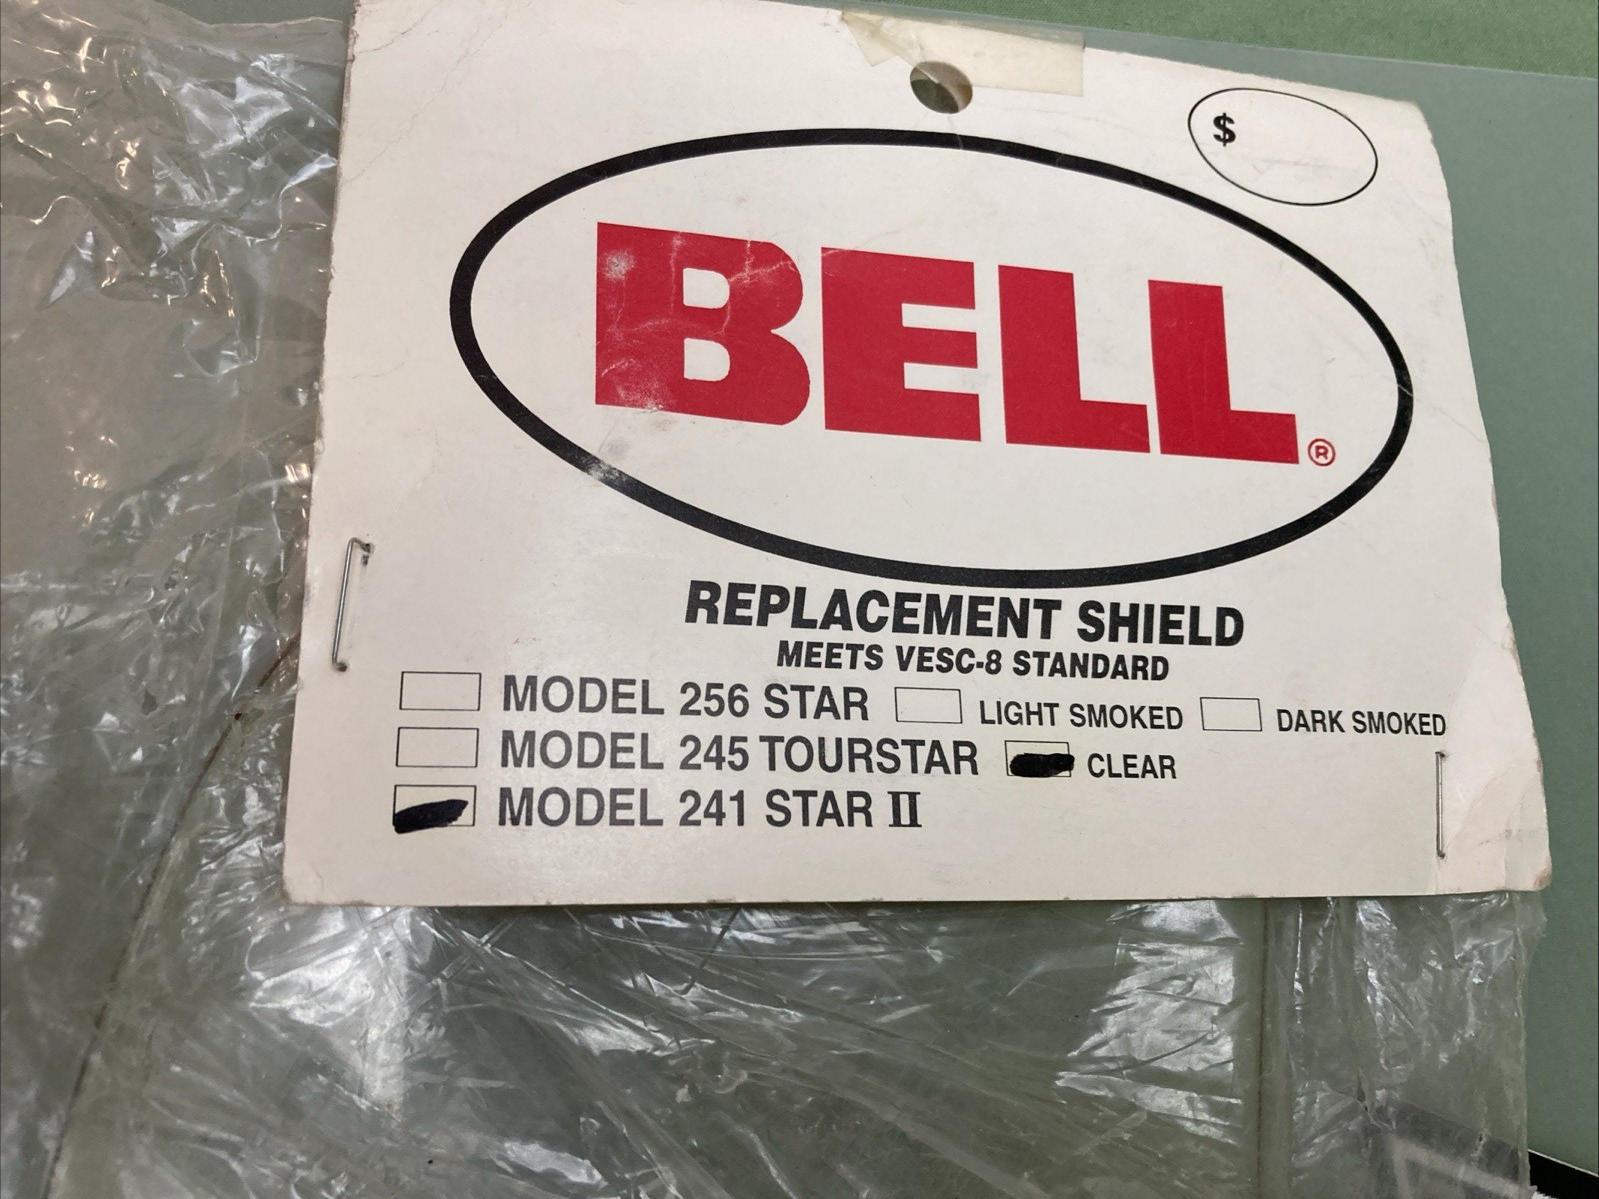 $
BELL®
REPLACEMENT SHIELD
MEETS VESC-8 STANDARD
MODEL 256 STAR LIGHT SMOKED DARK SMOKED
MODEL 245 TOURSTAR CLEAR
MODEL 241 STAR II